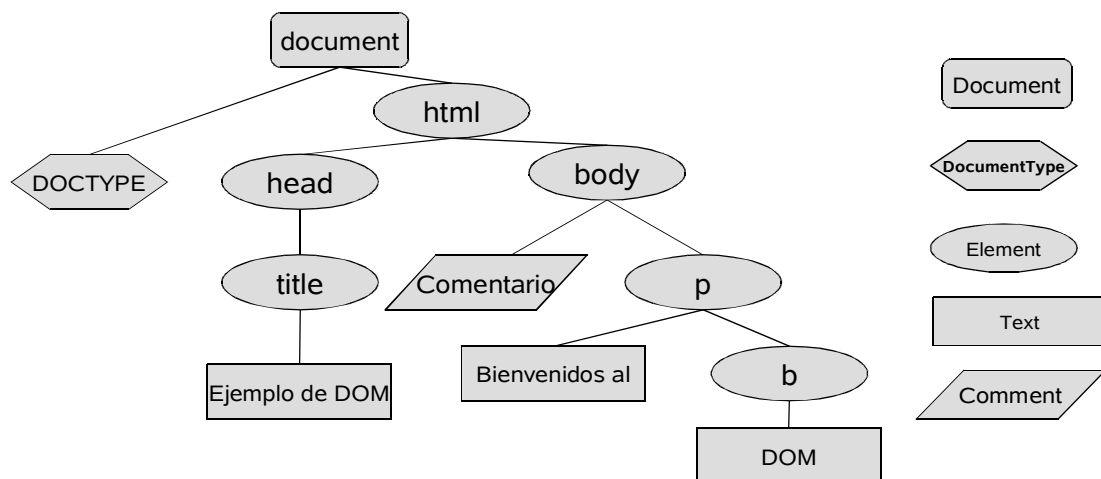 document
html
DOCTYPE
head
body
title
Comentario
p
Ejemplo de DOM
Bienvenidos al
b
DOM
Document
DocumentType
Element
Text
Comment